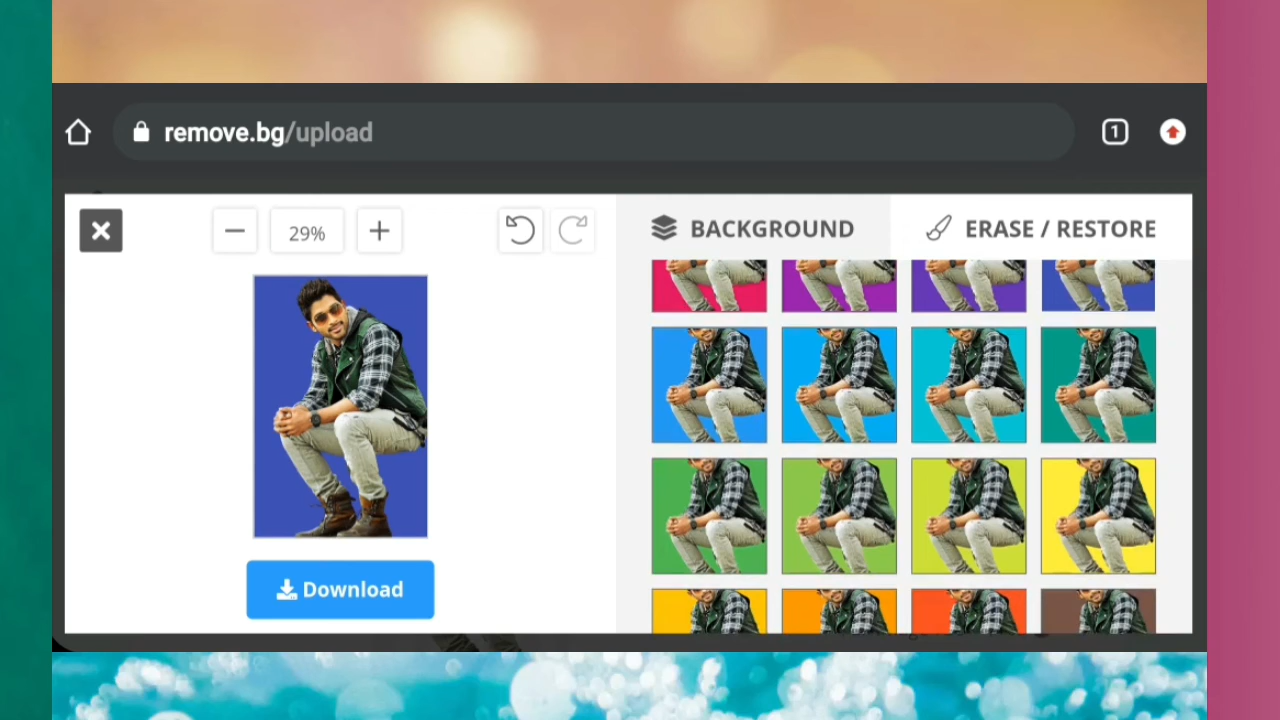 remove.bg/upload
1
29%
BACKGROUND
ERASE / RESTORE
Download